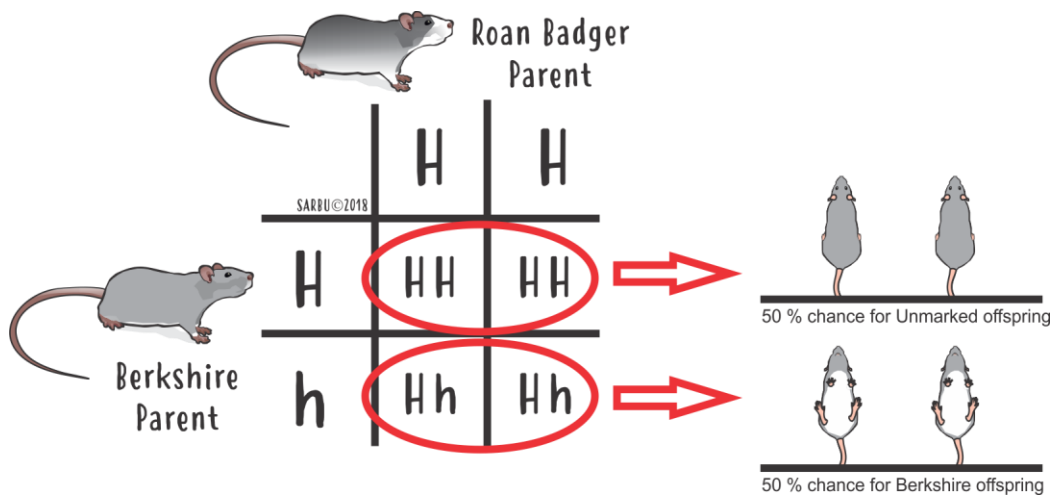 Roan Badger
Parent
H H
SARBU©2018
H HH HH
50 % chance for Unmarked offspring
Berkshire
Parent
h Hh Hh
50 % chance for Berkshire offspring